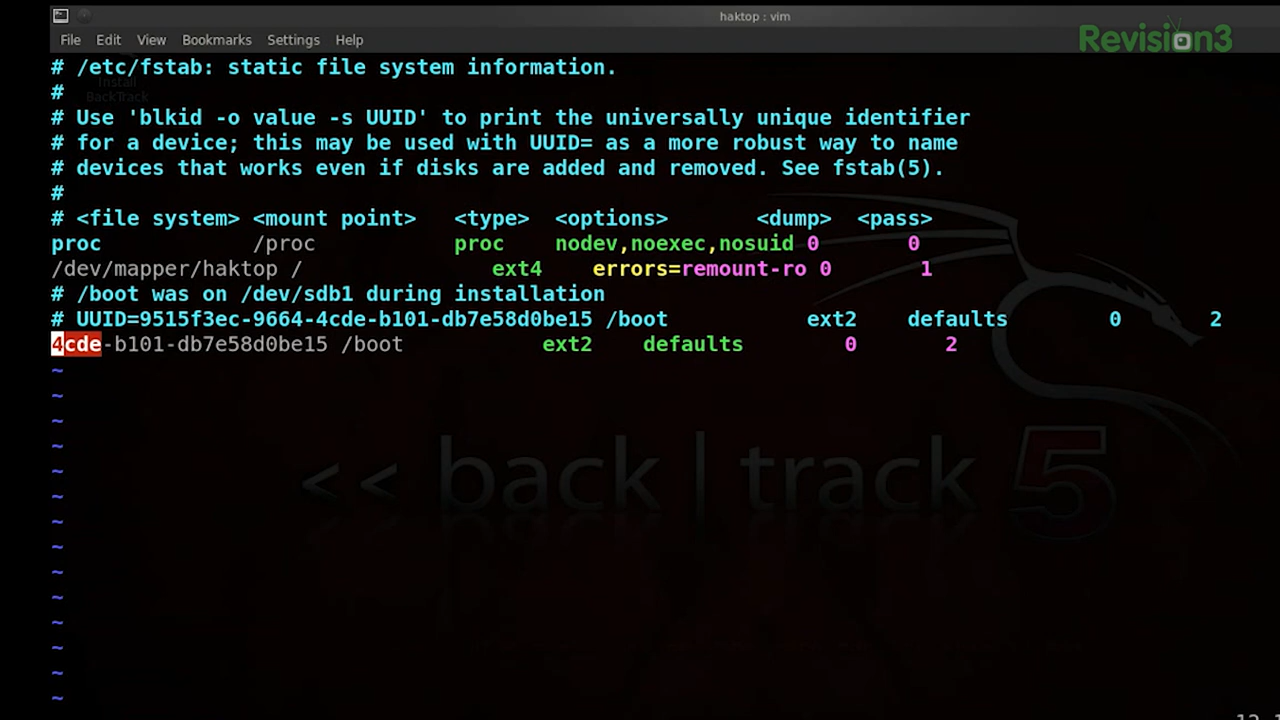 haktop : vim
File Edit View Bookmarks Settings Help
Revision3
Install
BackTrack
# /etc/fstab: static file system information.
#
# Use 'blkid -o value -s UUID' to print the universally unique identifier
# for a device; this may be used with UUID= as a more robust way to name
# devices that works even if disks are added and removed. See fstab(5).
#
# <file system> <mount point>   <type>  <options>       <dump>  <pass>
proc            /proc           proc    nodev,noexec,nosuid 0       0
/dev/mapper/haktop /               ext4    errors=remount-ro 0       1
# /boot was on /dev/sdb1 during installation
# UUID=9515f3ec-9664-4cde-b101-db7e58d0be15 /boot           ext2    defaults        0       2
4cde-b101-db7e58d0be15 /boot           ext2    defaults        0       2
~
~
~
~
~
~
~
~
~
~
~
~
~
~
<< back | track 5